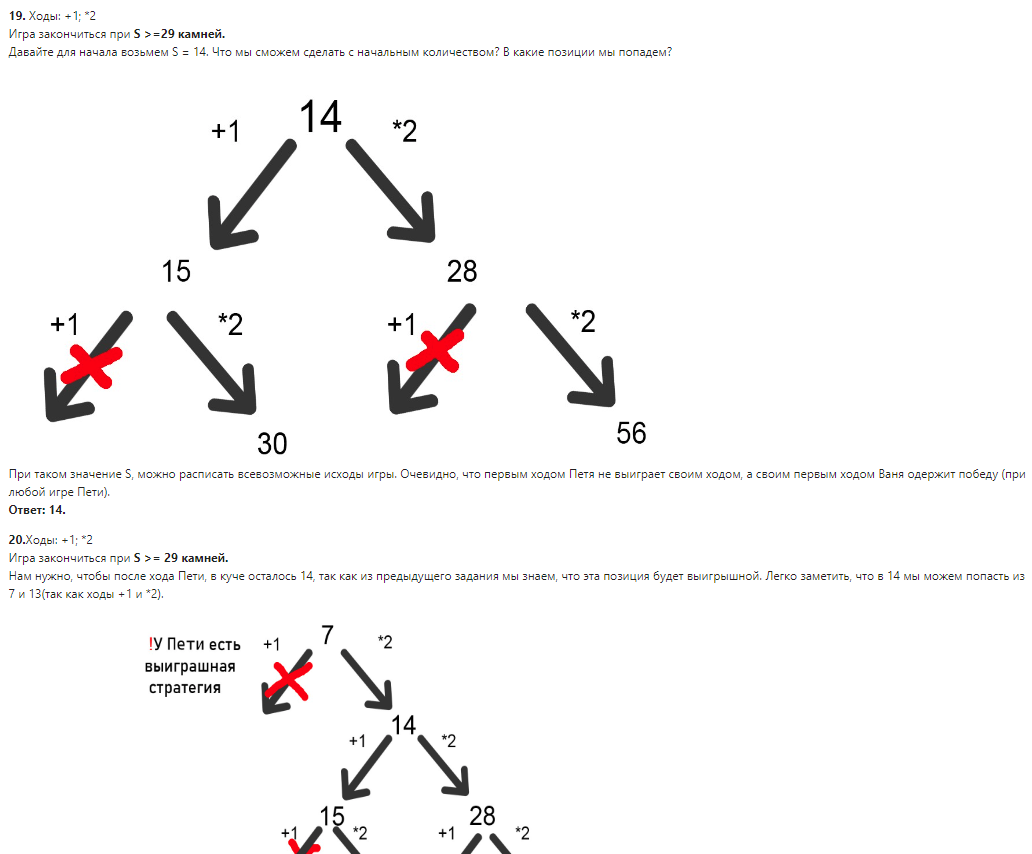 19. Ходы: +1; *2
Игра закончиться при S >=29 камней.
Давайте для начала возьмем S = 14. Что мы сможем сделать с начальным количеством? В какие позиции мы попадем?
14
+1
*2
15
28
+1
*2
+1
*2
30
56
При таком значение S, можно расписать всевозможные исходы игры. Очевидно, что первым ходом Петя не выиграет своим ходом, а своим первым ходом Ваня одержит победу (при
любой игре Пети).
Ответ: 14.
20.Ходы: +1; *2
Игра закончиться при S >= 29 камней.
Нам нужно, чтобы после хода Пети, в куче осталось 14, так как из предыдущего задания мы знаем, что эта позиция будет выигрышной. Легко заметить, что в 14 мы можем попасть из
7 и 13(так как ходы +1 и *2).
!У Пети есть
выиграшная
стратегия
+1
7
*2
14
+1
*2
15
28
+1
*2
+1
*2